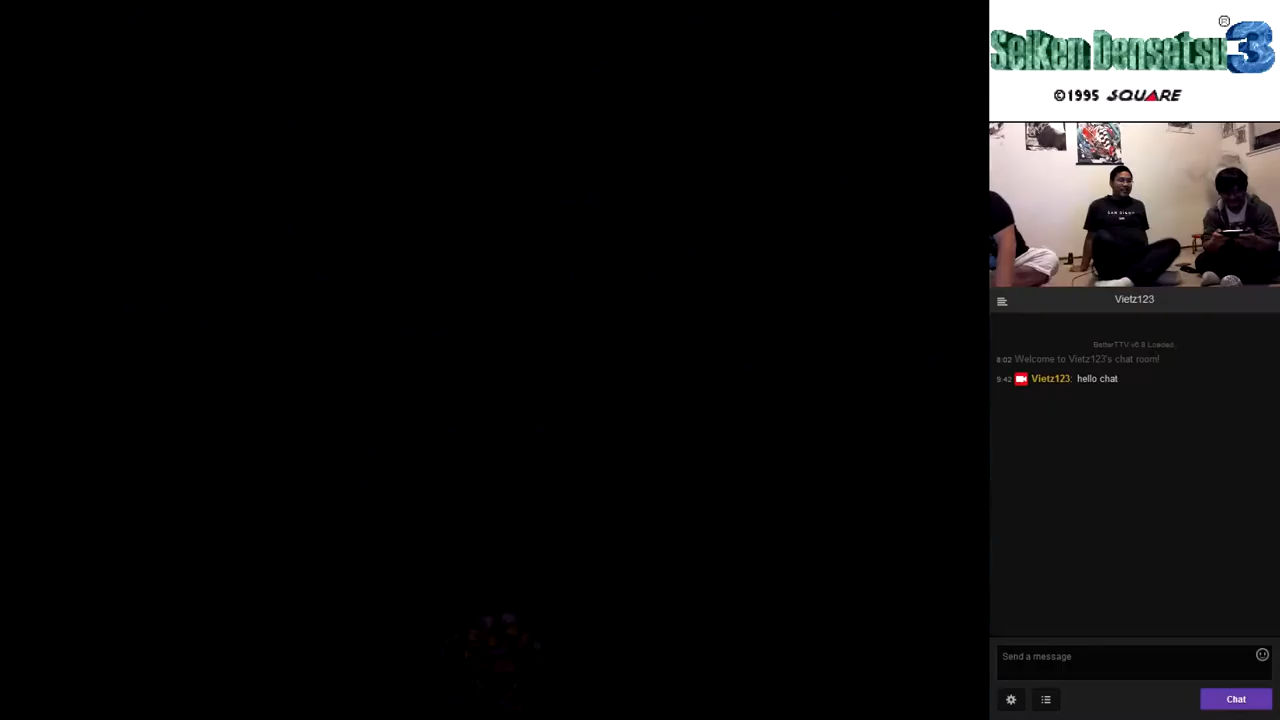 ®
Seiken Densetsu 3
©1995 SQUARE
Vietz123
BetterTTV v6.8 Loaded.
8:02 Welcome to Vietz123's chat room!
9:42 Vietz123: hello chat
Send a message
Chat